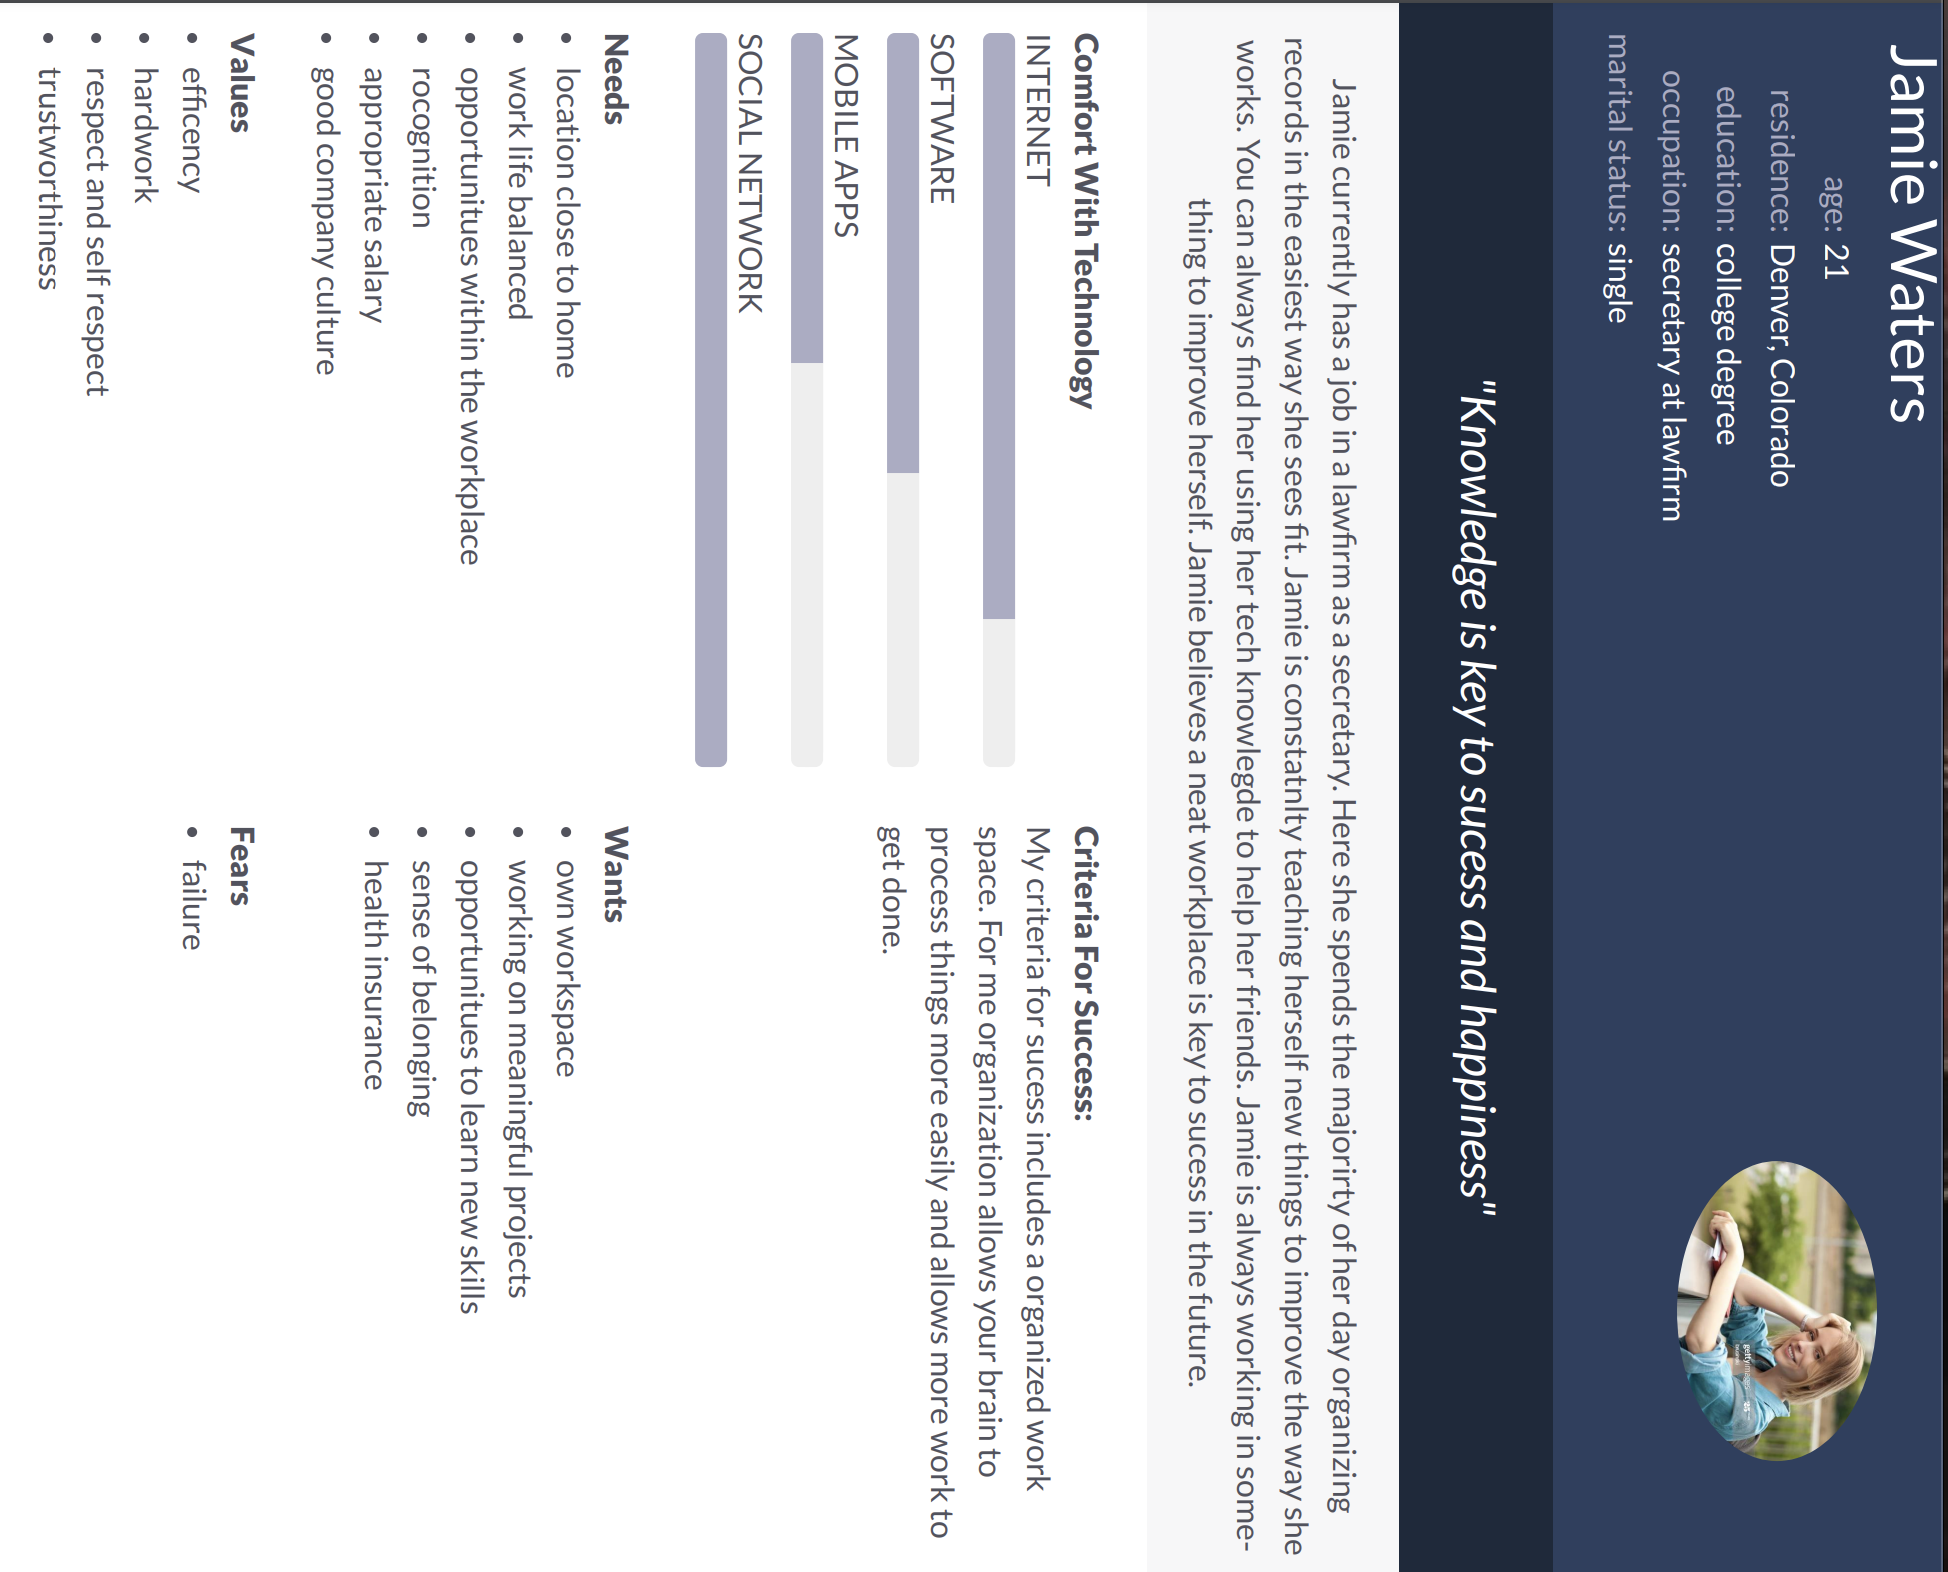 Jamie Waters
age: 21
residence: Denver, Colorado
education: college degree
occupation: secretary at lawfirm
marital status: single
"Knowledge is key to sucess and happiness"
Jamie currently has a job in a lawfirm as a secretary. Here she spends the majorirty of her day organizing
records in the easiest way she sees fit. Jamie is constatnlty teaching herself new things to improve the way she
works. You can always find her using her tech knowlegde to help her friends. Jamie is always working in some-
thing to improve herself. Jamie believes a neat workplace is key to sucess in the future.
Comfort With Technology
INTERNET
SOFTWARE
MOBILE APPS
SOCIAL NETWORK
Criteria For Success:
My criteria for sucess includes a organized work
space. For me organization allows your brain to
process things more easily and allows more work to
get done.
Needs
• location close to home
• work life balanced
• opportunitues within the workplace
• rocognition
• appropriate salary
• good company culture
Wants
• own workspace
• working on meaningful projects
• opportunitues to learn new skills
• sense of belonging
• health insurance
Values
• efficency
• hardwork
• respect and self respect
• trustworthiness
Fears
• failure
gettyimages